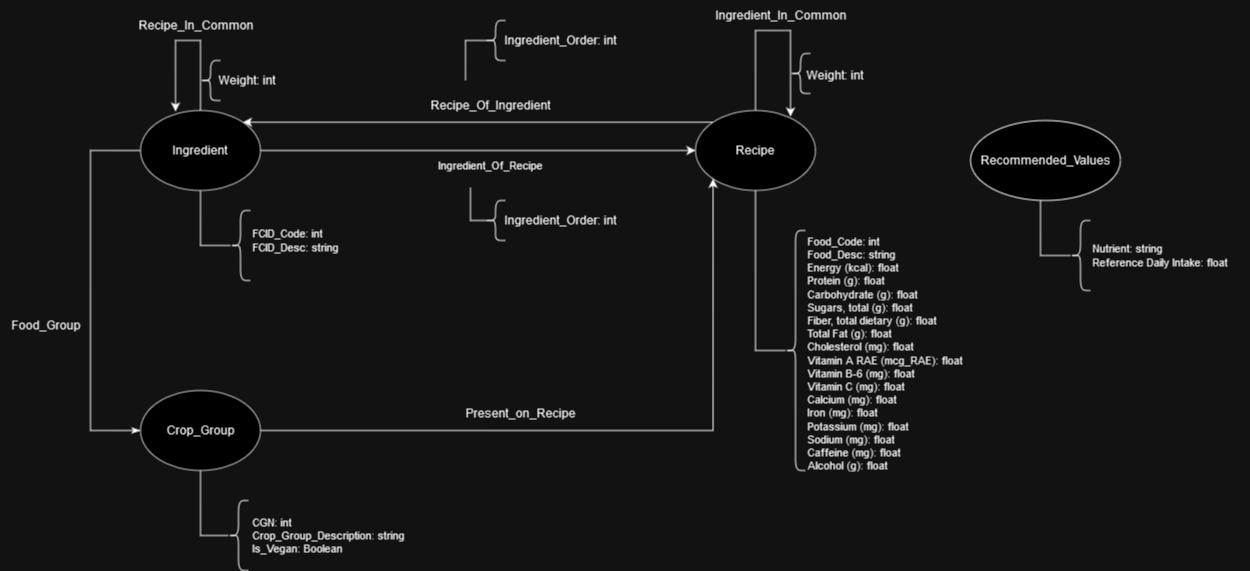 Recipe_In_Common
Weight: int
Ingredient_Order: int
Ingredient_In_Common
Weight: int
Recipe_Of_Ingredient
Ingredient
Recipe
Recommended_Values
Ingredient_Of_Recipe
Ingredient_Order: int
FCID_Code: int
FCID_Desc: string
Food_Code: int
Food_Desc: string
Energy (kcal): float
Protein (g): float
Carbohydrate (g): float
Sugars, total (g): float
Fiber, total dietary (g): float
Total Fat (g): float
Cholesterol (mg): float
Vitamin A RAE (mcg_RAE): float
Vitamin B-6 (mg): float
Vitamin C (mg): float
Calcium (mg): float
Iron (mg): float
Potassium (mg): float
Sodium (mg): float
Caffeine (mg): float
Alcohol (g): float
Nutrient: string
Reference Daily Intake: float
Food_Group
Present_on_Recipe
Crop_Group
CGN: int
Crop_Group_Description: string
Is_Vegan: Boolean